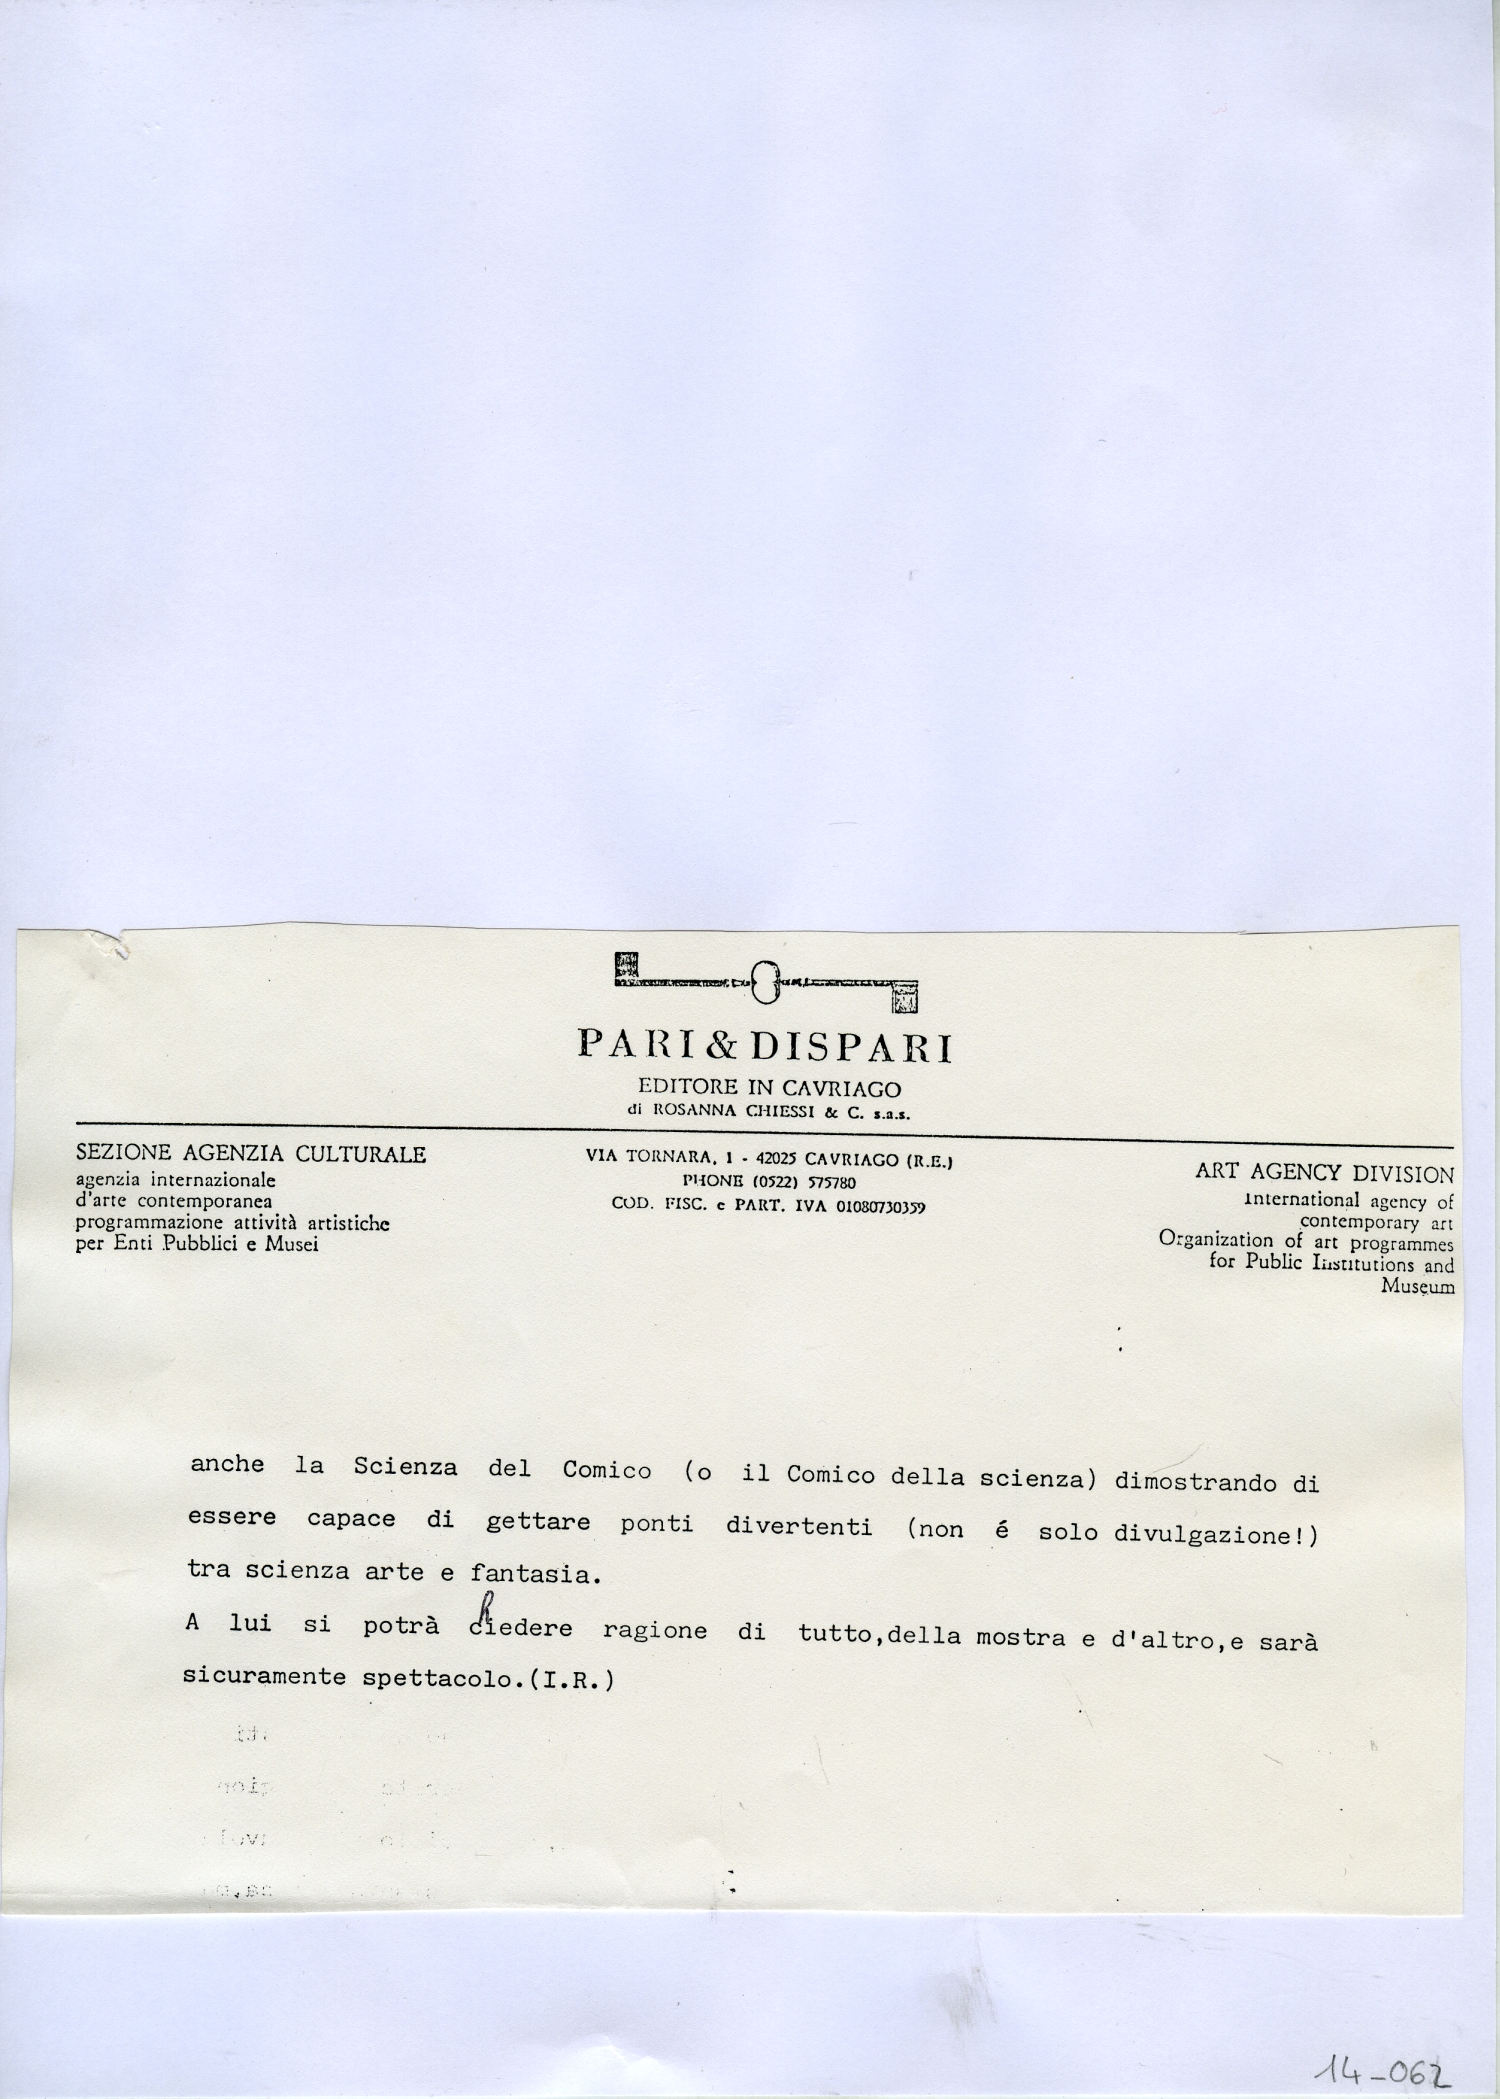 PARI & DISPARI
EDITORE IN CAVRIAGO
di ROSANNA CHIESSI & C. s.a.s.
SEZIONE AGENZIA CULTURALE
agenzia internazionale
d'arte contemporanea
programmazione attività artistiche
per Enti Pubblici e Musei
VIA TORNARA, 1 - 42025 CAVRIAGO (R.E.)
PHONE (0522) 575780
COD. FISC. e PART. IVA 01080730359
ART AGENCY DIVISION
International agency of
contemporary art
Organization of art programmes
for Public Institutions and
Museum
anche la Scienza del Comico (o il Comico della scienza) dimostrando di
essere capace di gettare ponti divertenti (non é solo divulgazione!)
tra scienza arte e fantasia.
A lui si potrà chiedere ragione di tutto,della mostra e d'altro,e sarà
sicuramente spettacolo.(I.R.)
14-062